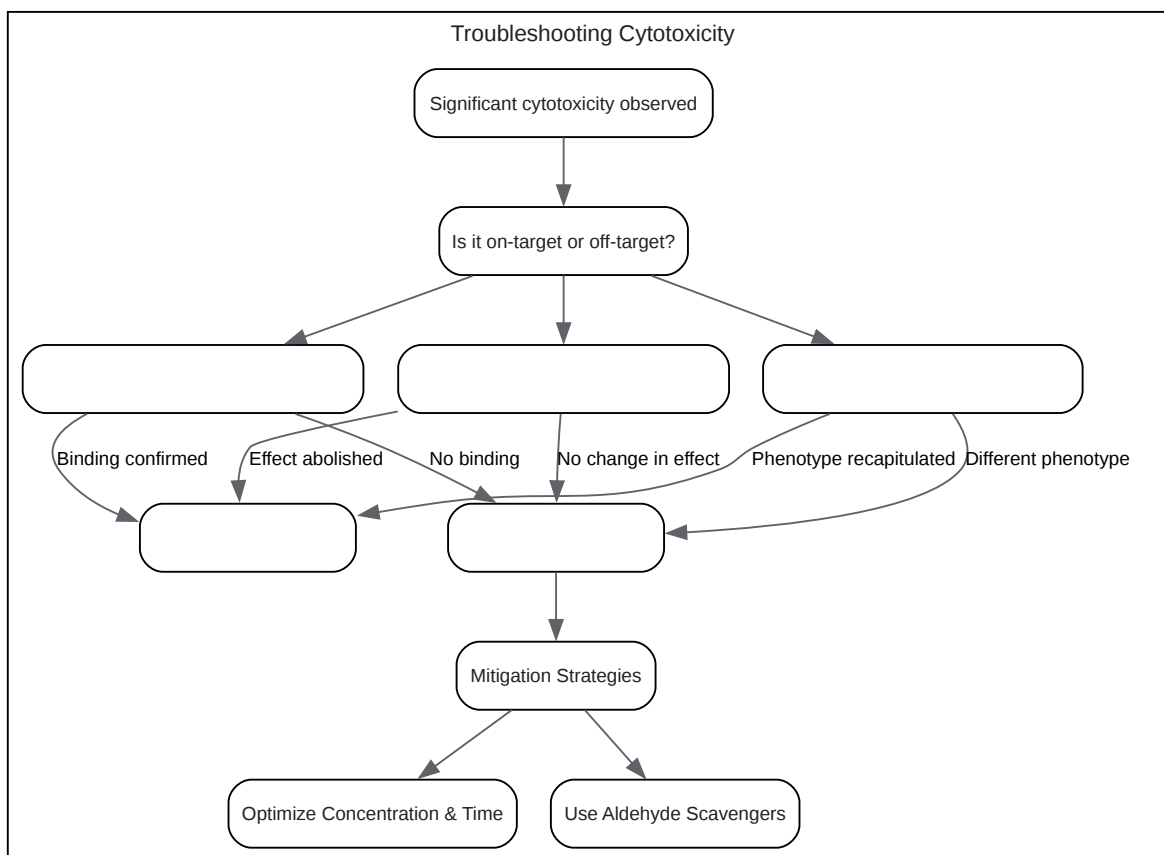 Troubleshooting Cytotoxicity
Significant cytotoxicity observed
Is it on-target or off-target?
Binding confirmed
Effect abolished
No binding
No change in effect
Phenotype recapitulated
Different phenotype
Mitigation Strategies
Optimize Concentration & Time
Use Aldehyde Scavengers